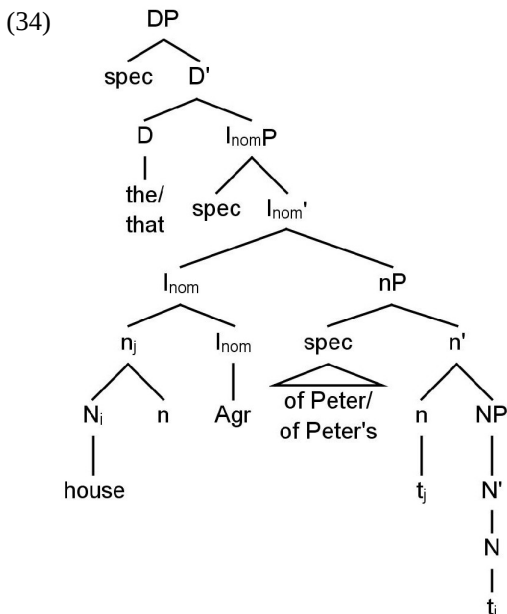 (34) DP
spec D'
D InomP
the/
that
spec Inom'
Inom nP
nj Inom spec n'
Ni n Agr of Peter/
of Peter's
n NP
house tj N'
N
ti